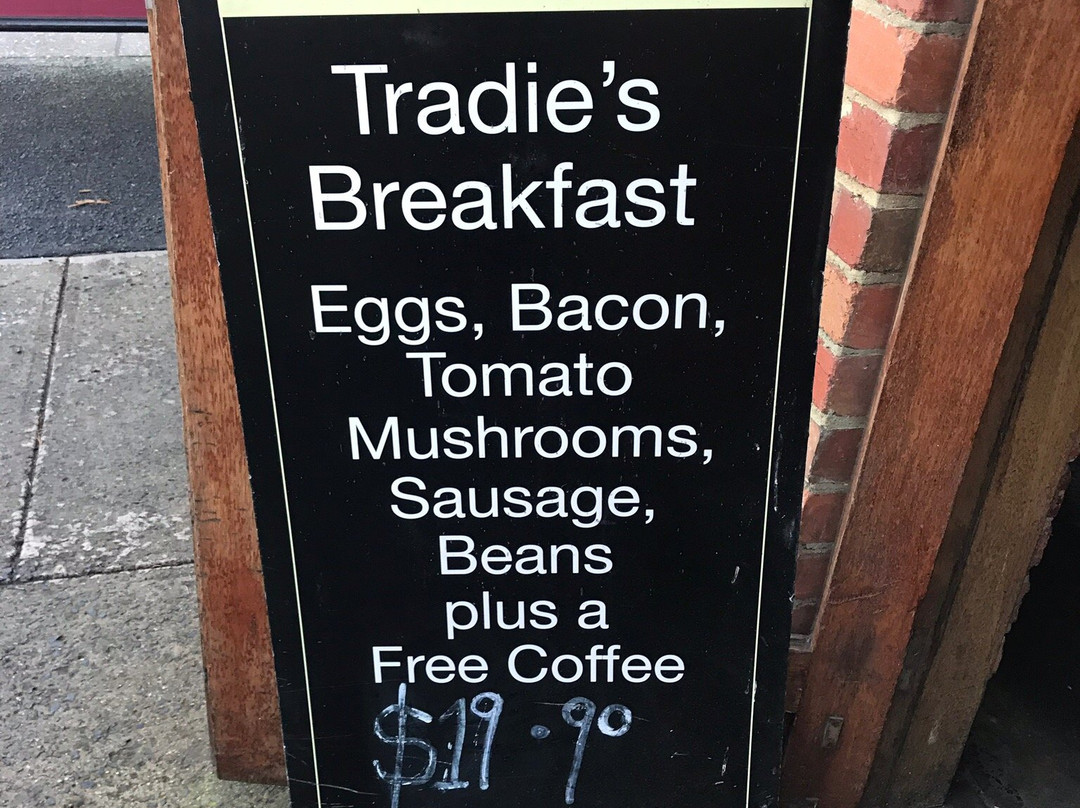 Tradie's
Breakfast
Eggs, Bacon,
Tomato
Mushrooms,
Sausage,
Beans
plus a
Free Coffee
$19.90